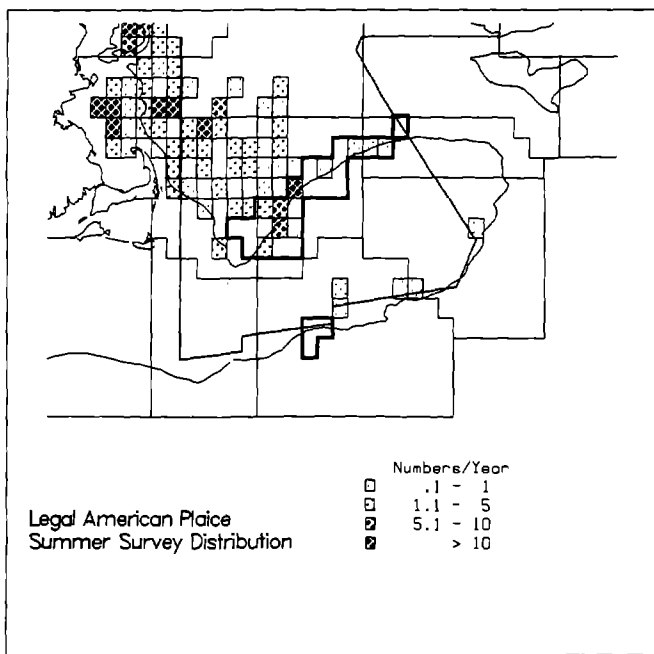 Numbers/Year
.1 - 1
1.1 - 5
5.1 - 10
> 10
Legal American Plaice
Summer Survey Distribution